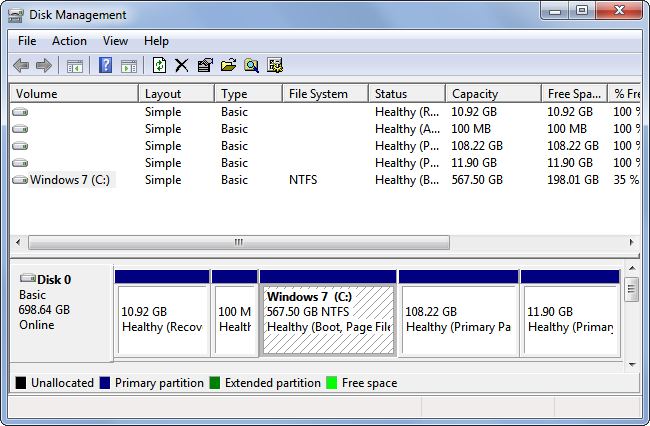 Disk Management
File Action View Help
Volume Layout Type File System Status Capacity Free Spa... % Fre
Simple Basic Healthy (R... 10.92 GB 10.92 GB 100 %
Simple Basic Healthy (A... 100 MB 100 MB 100 %
Simple Basic Healthy (P... 108.22 GB 108.22 GB 100 %
Simple Basic Healthy (P... 11.90 GB 11.90 GB 100 %
Windows 7 (C:) Simple Basic NTFS Healthy (B... 567.50 GB 198.01 GB 35 %
Disk 0
Basic
698.64 GB
Online
10.92 GB
Healthy (Recov
100 M
Healt
Windows 7 (C:)
567.50 GB NTFS
Healthy (Boot, Page File
108.22 GB
Healthy (Primary Pa
11.90 GB
Healthy (Primar
Unallocated Primary partition Extended partition Free space